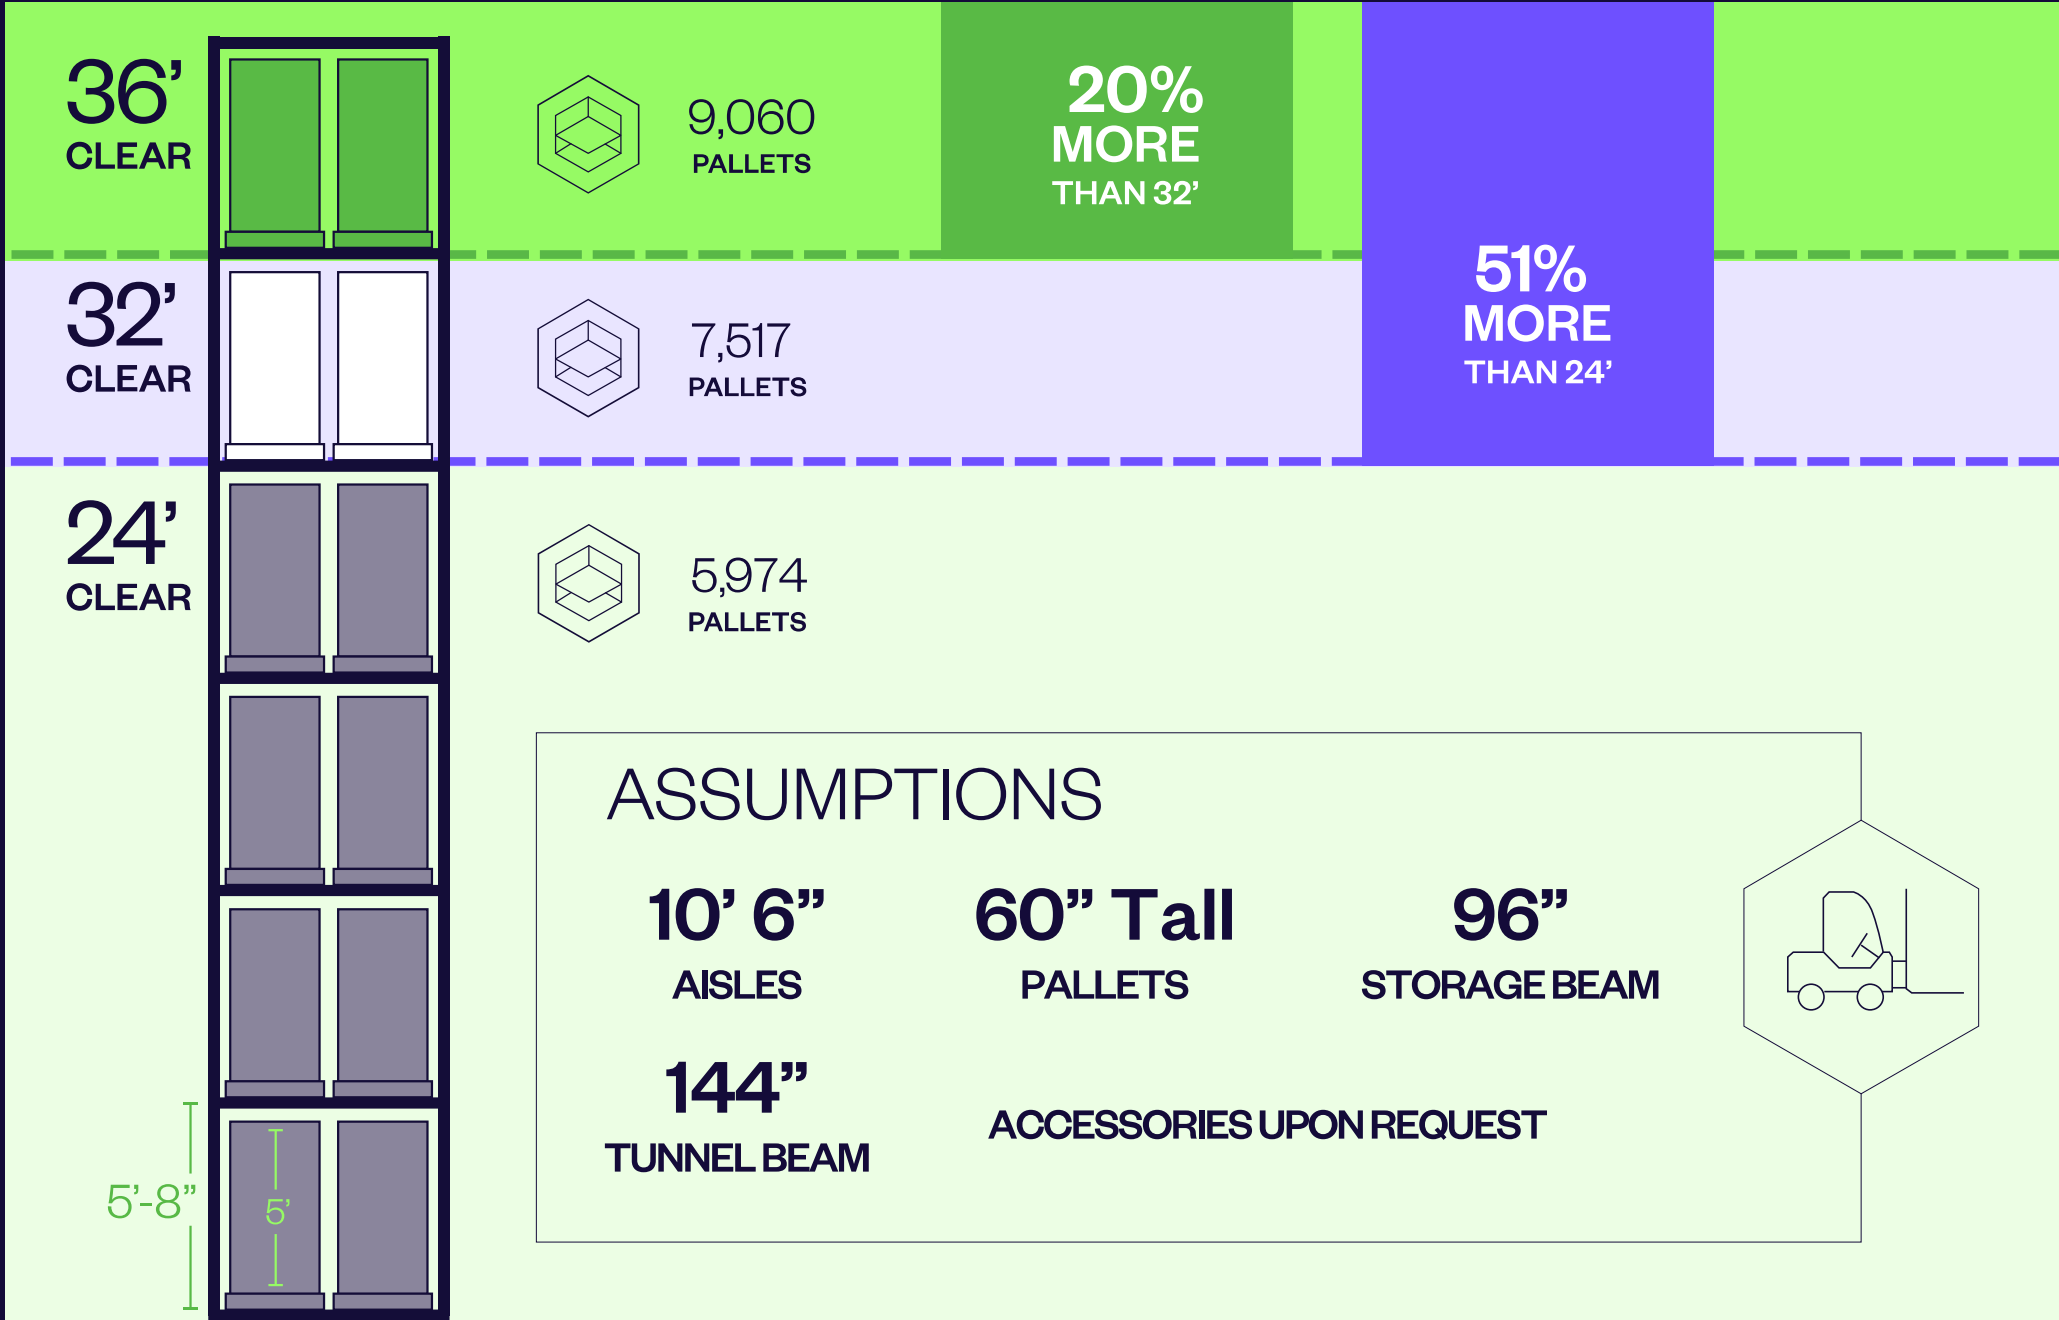 36’
CLEAR
9,060
PALLETS
20%
MORE
THAN 32’
51%
MORE
THAN 24’
32’
CLEAR
7,517
PALLETS
24’
CLEAR
5,974
PALLETS
ASSUMPTIONS
10’ 6”
AISLES
60” Tall
PALLETS
96”
STORAGE BEAM
144”
TUNNEL BEAM
ACCESSORIES UPON REQUEST
5’-8”
5’